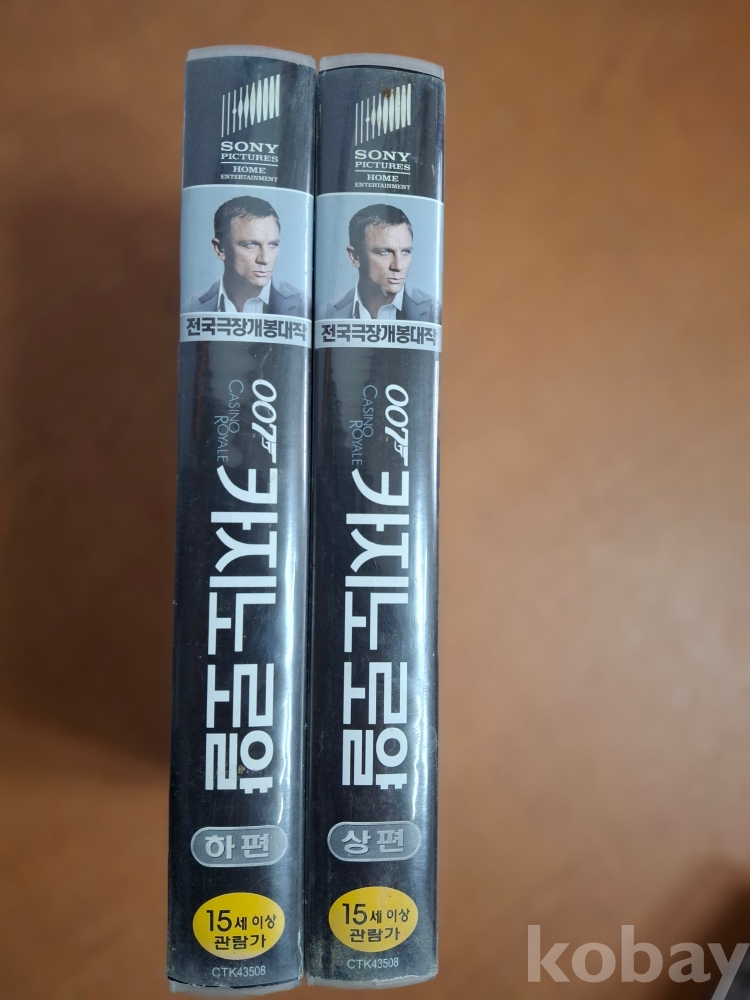 SONY
PICTURES
HOME
ENTERTAINMENT
전국극장개봉대작
007
CASINO
ROYALE
카지노 로얄
하편
15세 이상
관람가
CTK43508
SONY
PICTURES
HOME
ENTERTAINMENT
전국극장개봉대작
007
CASINO
ROYALE
카지노 로얄
상편
15세 이상
관람가
CTK43508
kobay